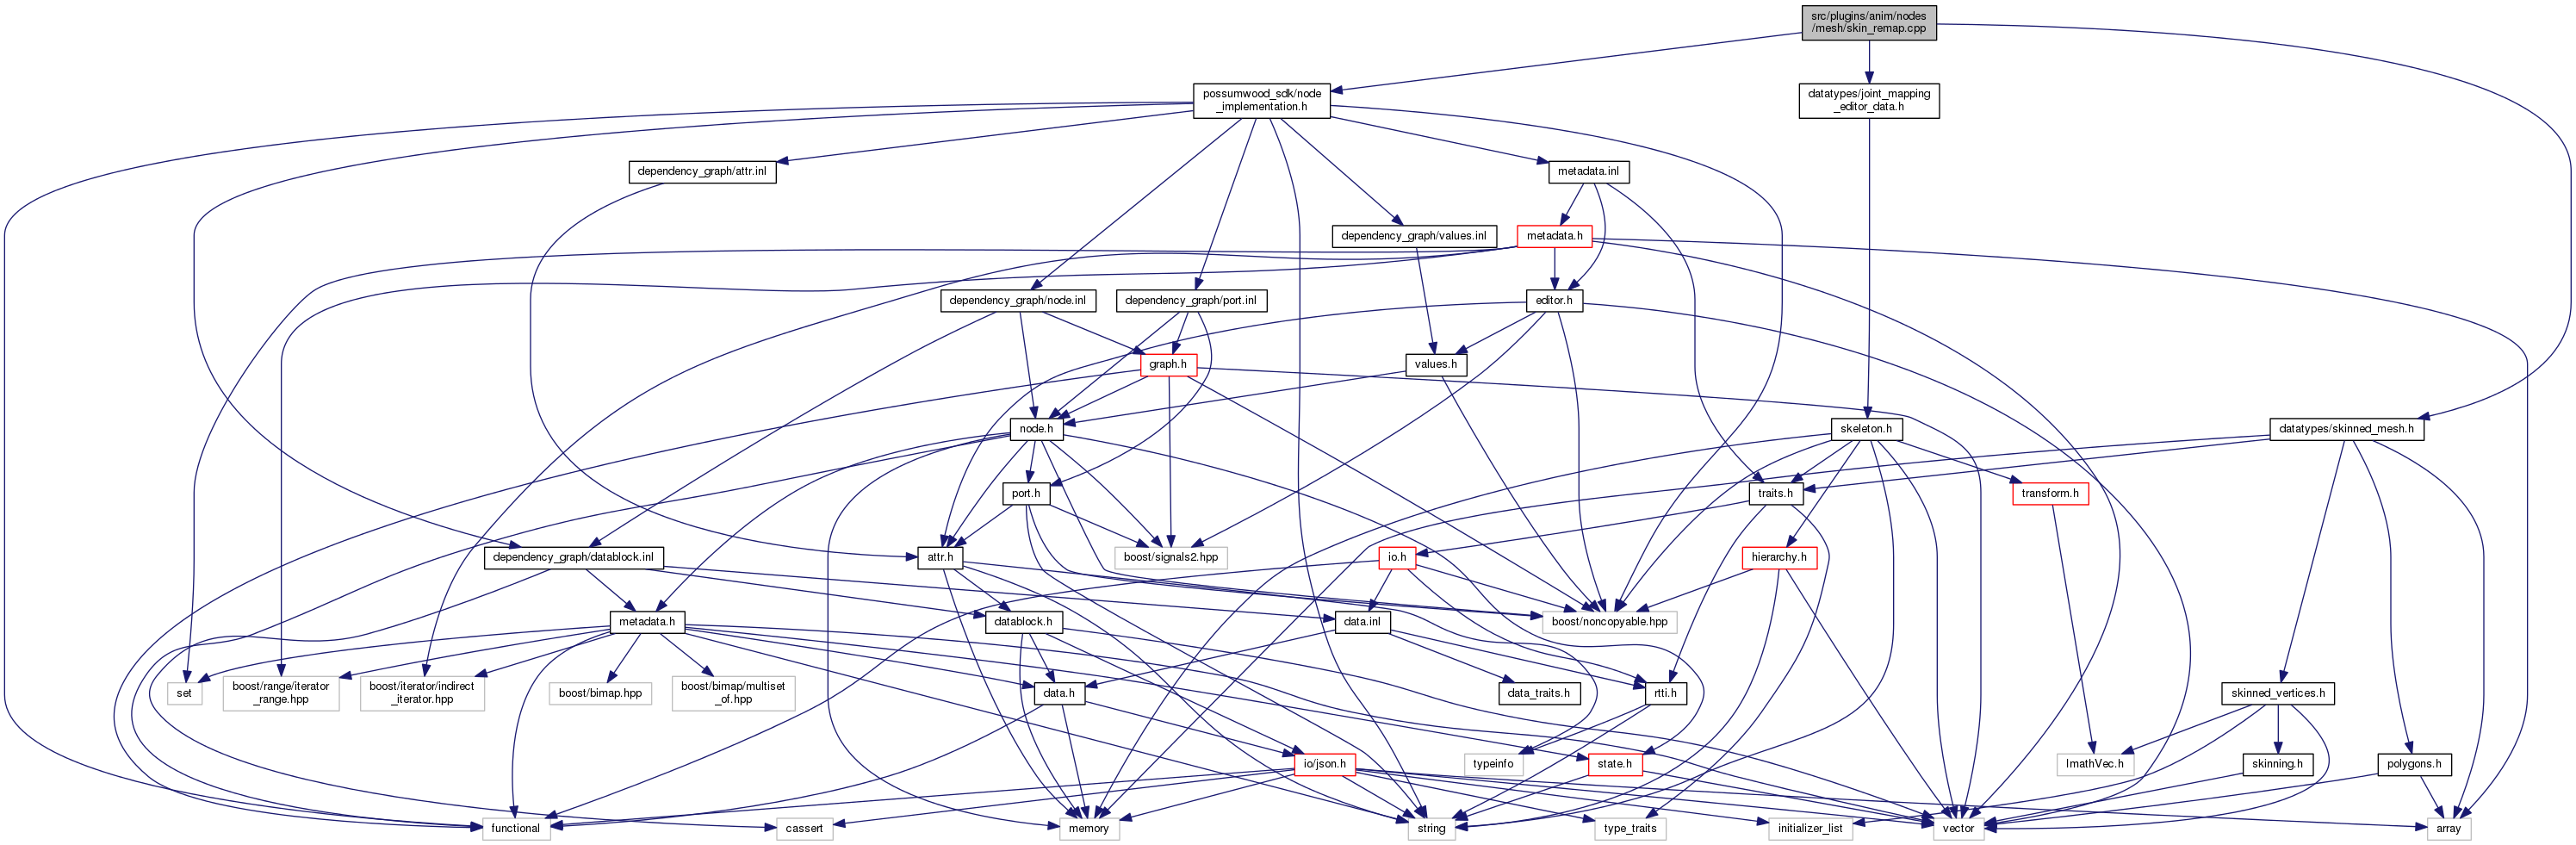 src/plugins/anim/nodes
/mesh/skin_remap.cpp
possumwood_sdk/node
_implementation.h
datatypes/joint_mapping
_editor_data.h
dependency_graph/attr.inl
metadata.inl
dependency_graph/values.inl
metadata.h
dependency_graph/node.inl
dependency_graph/port.inl
editor.h
graph.h
values.h
node.h
skeleton.h
datatypes/skinned_mesh.h
port.h
traits.h
transform.h
dependency_graph/datablock.inl
attr.h
boost/signals2.hpp
io.h
hierarchy.h
metadata.h
datablock.h
data.inl
boost/noncopyable.hpp
set
boost/range/iterator
_range.hpp
boost/iterator/indirect
_iterator.hpp
boost/bimap.hpp
boost/bimap/multiset
_of.hpp
data.h
data_traits.h
rtti.h
skinned_vertices.h
io/json.h
typeinfo
state.h
ImathVec.h
skinning.h
polygons.h
functional
cassert
memory
string
type_traits
initializer_list
vector
array